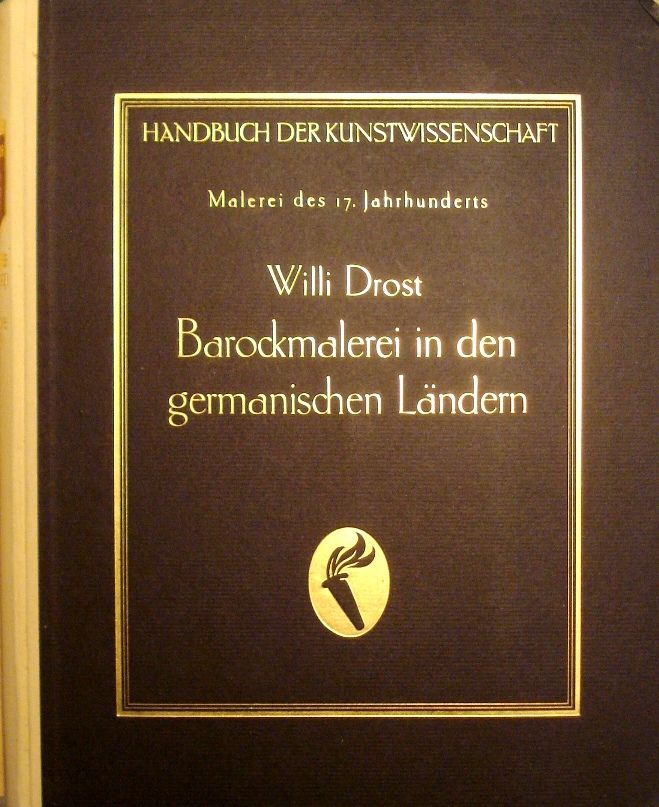 HANDBUCH DER KUNSTWISSENSCHAFT
Malerei des 17. Jahrhunderts
Willi Drost
Barockmalerei in den
germanischen Ländern